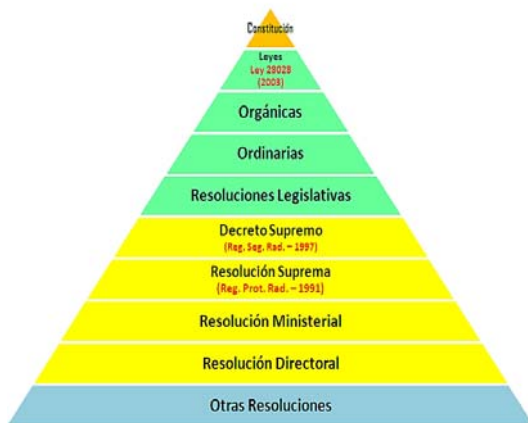 Constitución
Leyes
Ley 28028
(2003)
Orgánicas
Ordinarias
Resoluciones Legislativas
Decreto Supremo
(Reg. Seg. Rad. – 1997)
Resolución Suprema
(Reg. Prot. Rad. – 1991)
Resolución Ministerial
Resolución Directoral
Otras Resoluciones